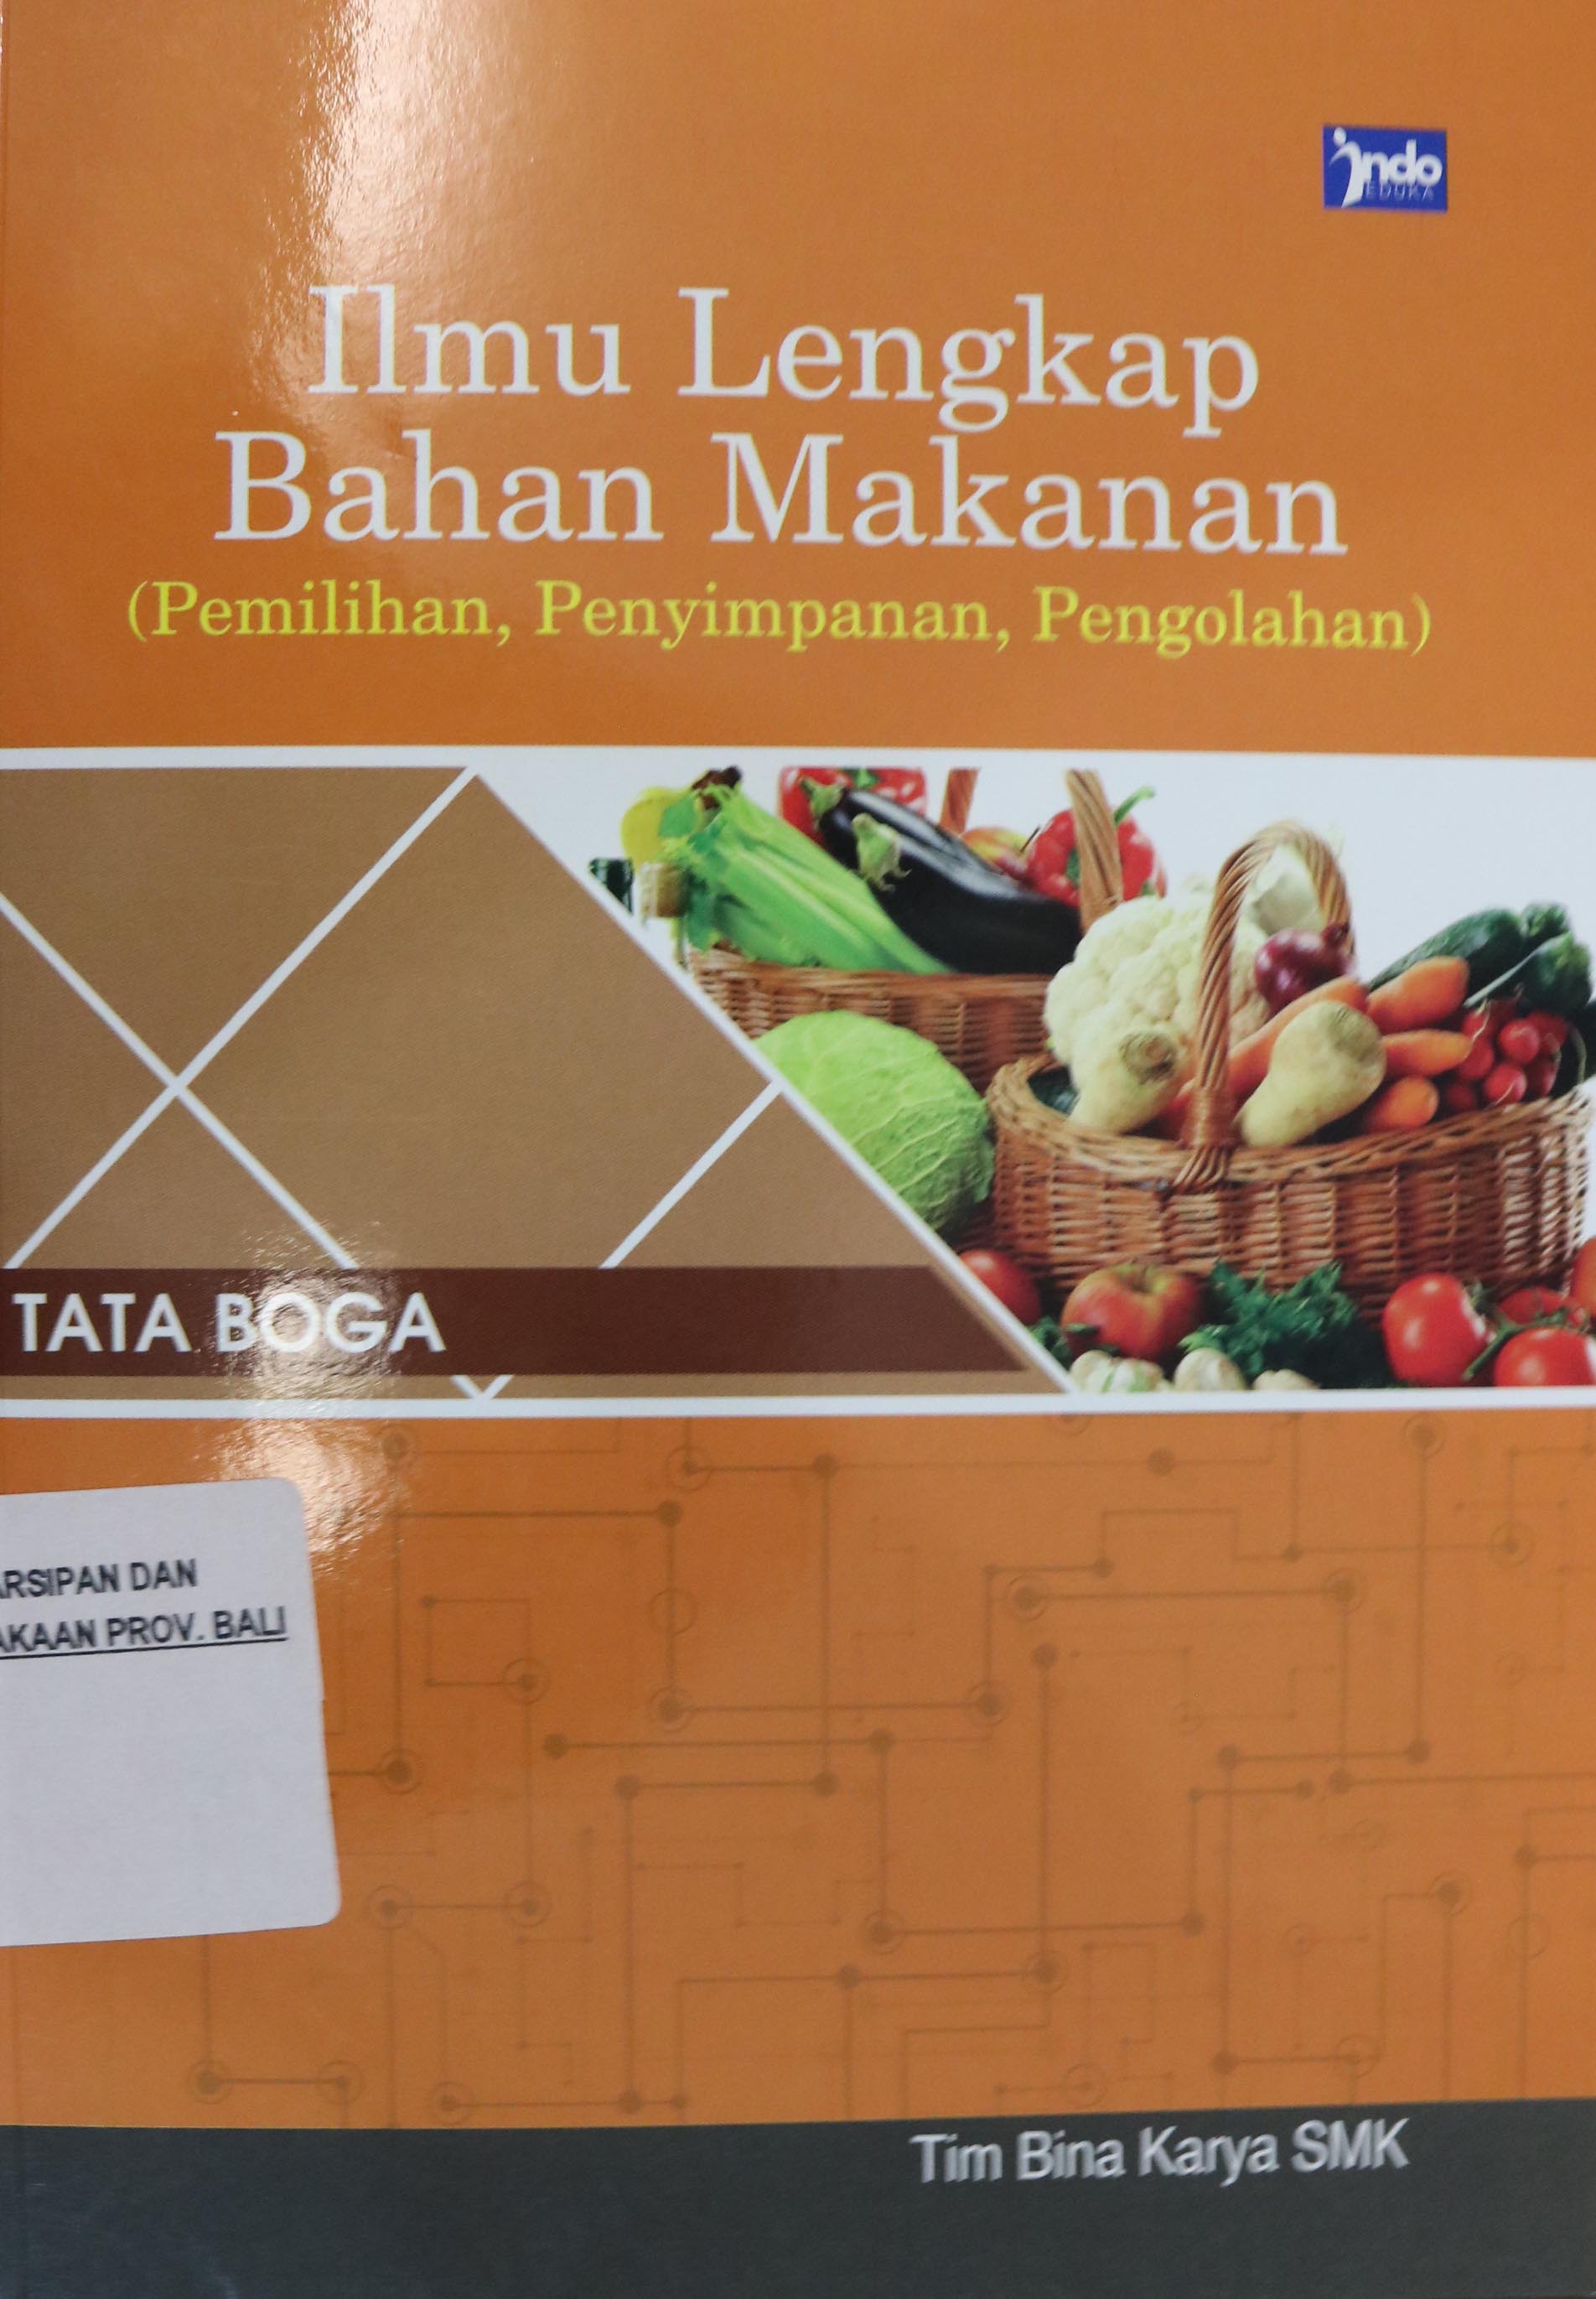 Indo
EDUKA
Ilmu Lengkap
Bahan Makanan
(Pemilihan, Penyimpanan, Pengolahan)
TATA BOGA
ARSIPAN DAN
AKAAN PROV. BALI
Tim Bina Karya SMK